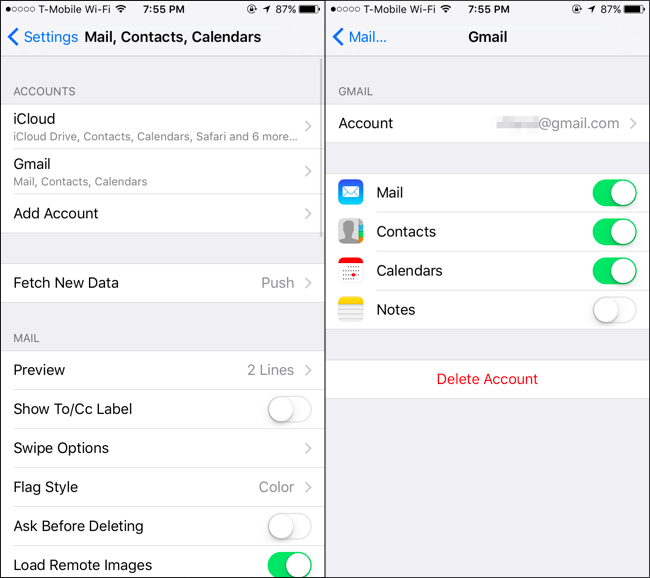 T-Mobile Wi-Fi 7:55 PM 87%
Settings Mail, Contacts, Calendars
ACCOUNTS
iCloud
iCloud Drive, Contacts, Calendars, Safari and 6 more...
Gmail
Mail, Contacts, Calendars
Add Account
Fetch New Data Push
MAIL
Preview 2 Lines
Show To/Cc Label
Swipe Options
Flag Style Color
Ask Before Deleting
Load Remote Images
T-Mobile Wi-Fi 7:55 PM 87%
Mail... Gmail
GMAIL
Account @gmail.com
Mail
Contacts
Calendars
Notes
Delete Account